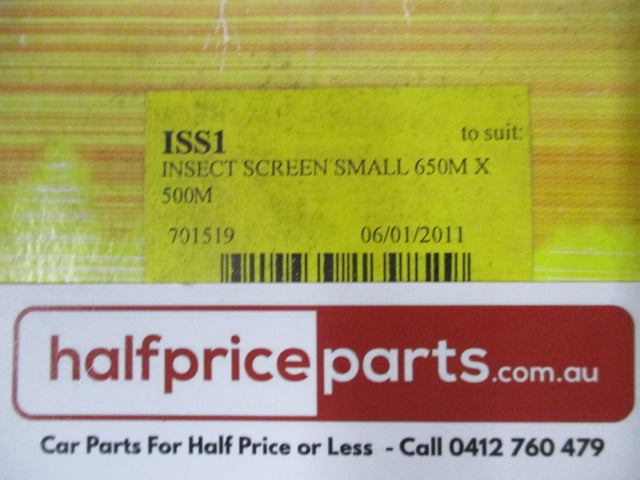 ISS1 to suit:
INSECT SCREEN SMALL 650M X
500M
701519 06/01/2011
halfpriceparts.com.au
Car Parts For Half Price or Less - Call 0412 760 479